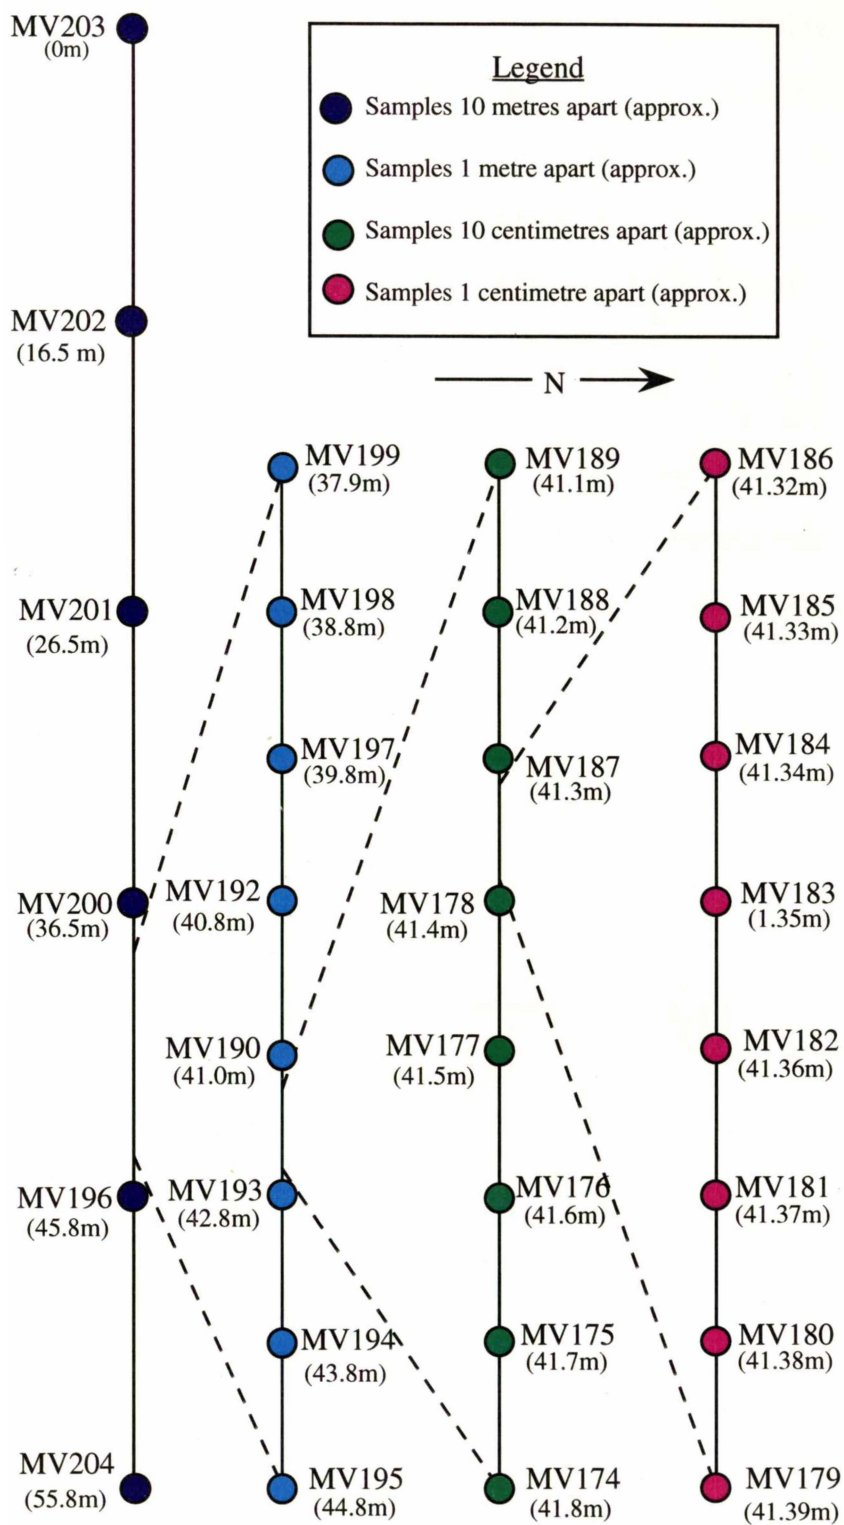 MV203
(0m)
Legend
Samples 10 metres apart (approx.)
Samples 1 metre apart (approx.)
Samples 10 centimetres apart (approx.)
Samples 1 centimetre apart (approx.)
MV202
(16.5 m)
N
MV201
(26.5m)
MV200
(36.5m)
MV196
(45.8m)
MV204
(55.8m)
MV199
(37.9m)
MV198
(38.8m)
MV197
(39.8m)
MV192
(40.8m)
MV190
(41.0m)
MV193
(42.8m)
MV194
(43.8m)
MV195
(44.8m)
MV189
(41.1m)
MV188
(41.2m)
MV187
(41.3m)
MV178
(41.4m)
MV177
(41.5m)
MV176
(41.6m)
MV175
(41.7m)
MV174
(41.8m)
MV186
(41.32m)
MV185
(41.33m)
MV184
(41.34m)
MV183
(1.35m)
MV182
(41.36m)
MV181
(41.37m)
MV180
(41.38m)
MV179
(41.39m)